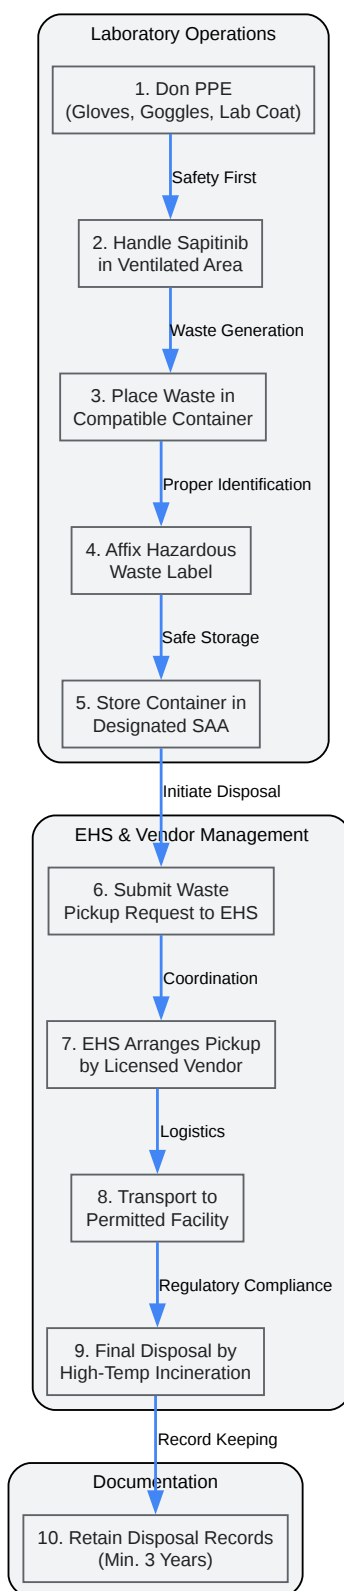 Laboratory Operations
1. Don PPE
(Gloves, Goggles, Lab Coat)
Safety First
2. Handle Sapitinib
in Ventilated Area
Waste Generation
3. Place Waste in
Compatible Container
Proper Identification
4. Affix Hazardous
Waste Label
Safe Storage
5. Store Container in
Designated SAA
Initiate Disposal
EHS & Vendor Management
6. Submit Waste
Pickup Request to EHS
Coordination
7. EHS Arranges Pickup
by Licensed Vendor
Logistics
8. Transport to
Permitted Facility
Regulatory Compliance
9. Final Disposal by
High-Temp Incineration
Record Keeping
Documentation
10. Retain Disposal Records
(Min. 3 Years)